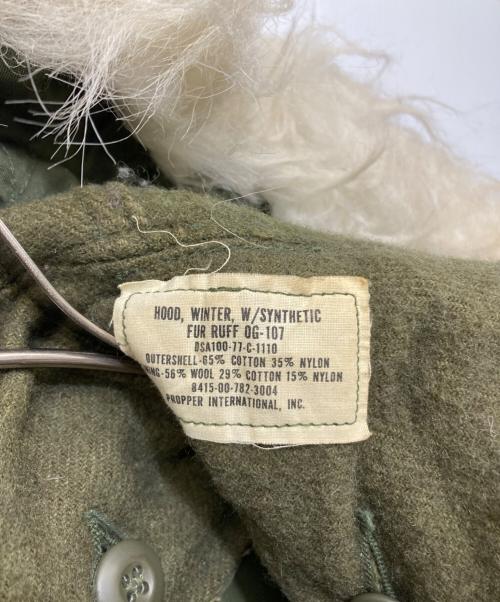 HOOD, WINTER, W/SYNTHETIC
FUR RUFF OG-107
DSA100-77-C-1110
OUTERSHELL-65% COTTON 35% NYLON
56% WOOL 29% COTTON 15% NYLON
8415-00-782-3004
PROPPER INTERNATIONAL, INC.